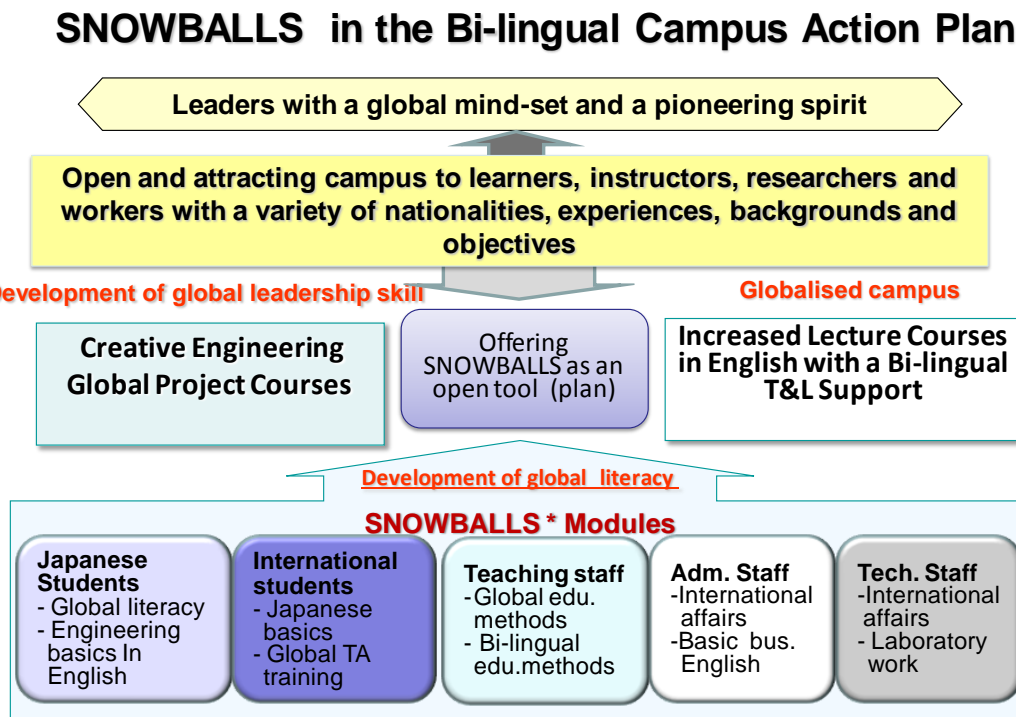 SNOWBALLS in the Bi-lingual Campus Action Plan
Leaders with a global mind-set and a pioneering spirit
Open and attracting campus to learners, instructors, researchers and
workers with a variety of nationalities, experiences, backgrounds and
objectives
Development of global leadership skill
Globalised campus
Creative Engineering
Global Project Courses
Offering
SNOWBALLS as an
open tool (plan)
Increased Lecture Courses
in English with a Bi-lingual
T&L Support
Development of global literacy
SNOWBALLS * Modules
Japanese
Students
- Global literacy
- Engineering
basics In
English
International
students
- Japanese
basics
- Global TA
training
Teaching staff
-Global edu.
methods
- Bi-lingual
edu.methods
Adm. Staff
-International
affairs
-Basic bus.
English
Tech. Staff
-International
affairs
- Laboratory
work